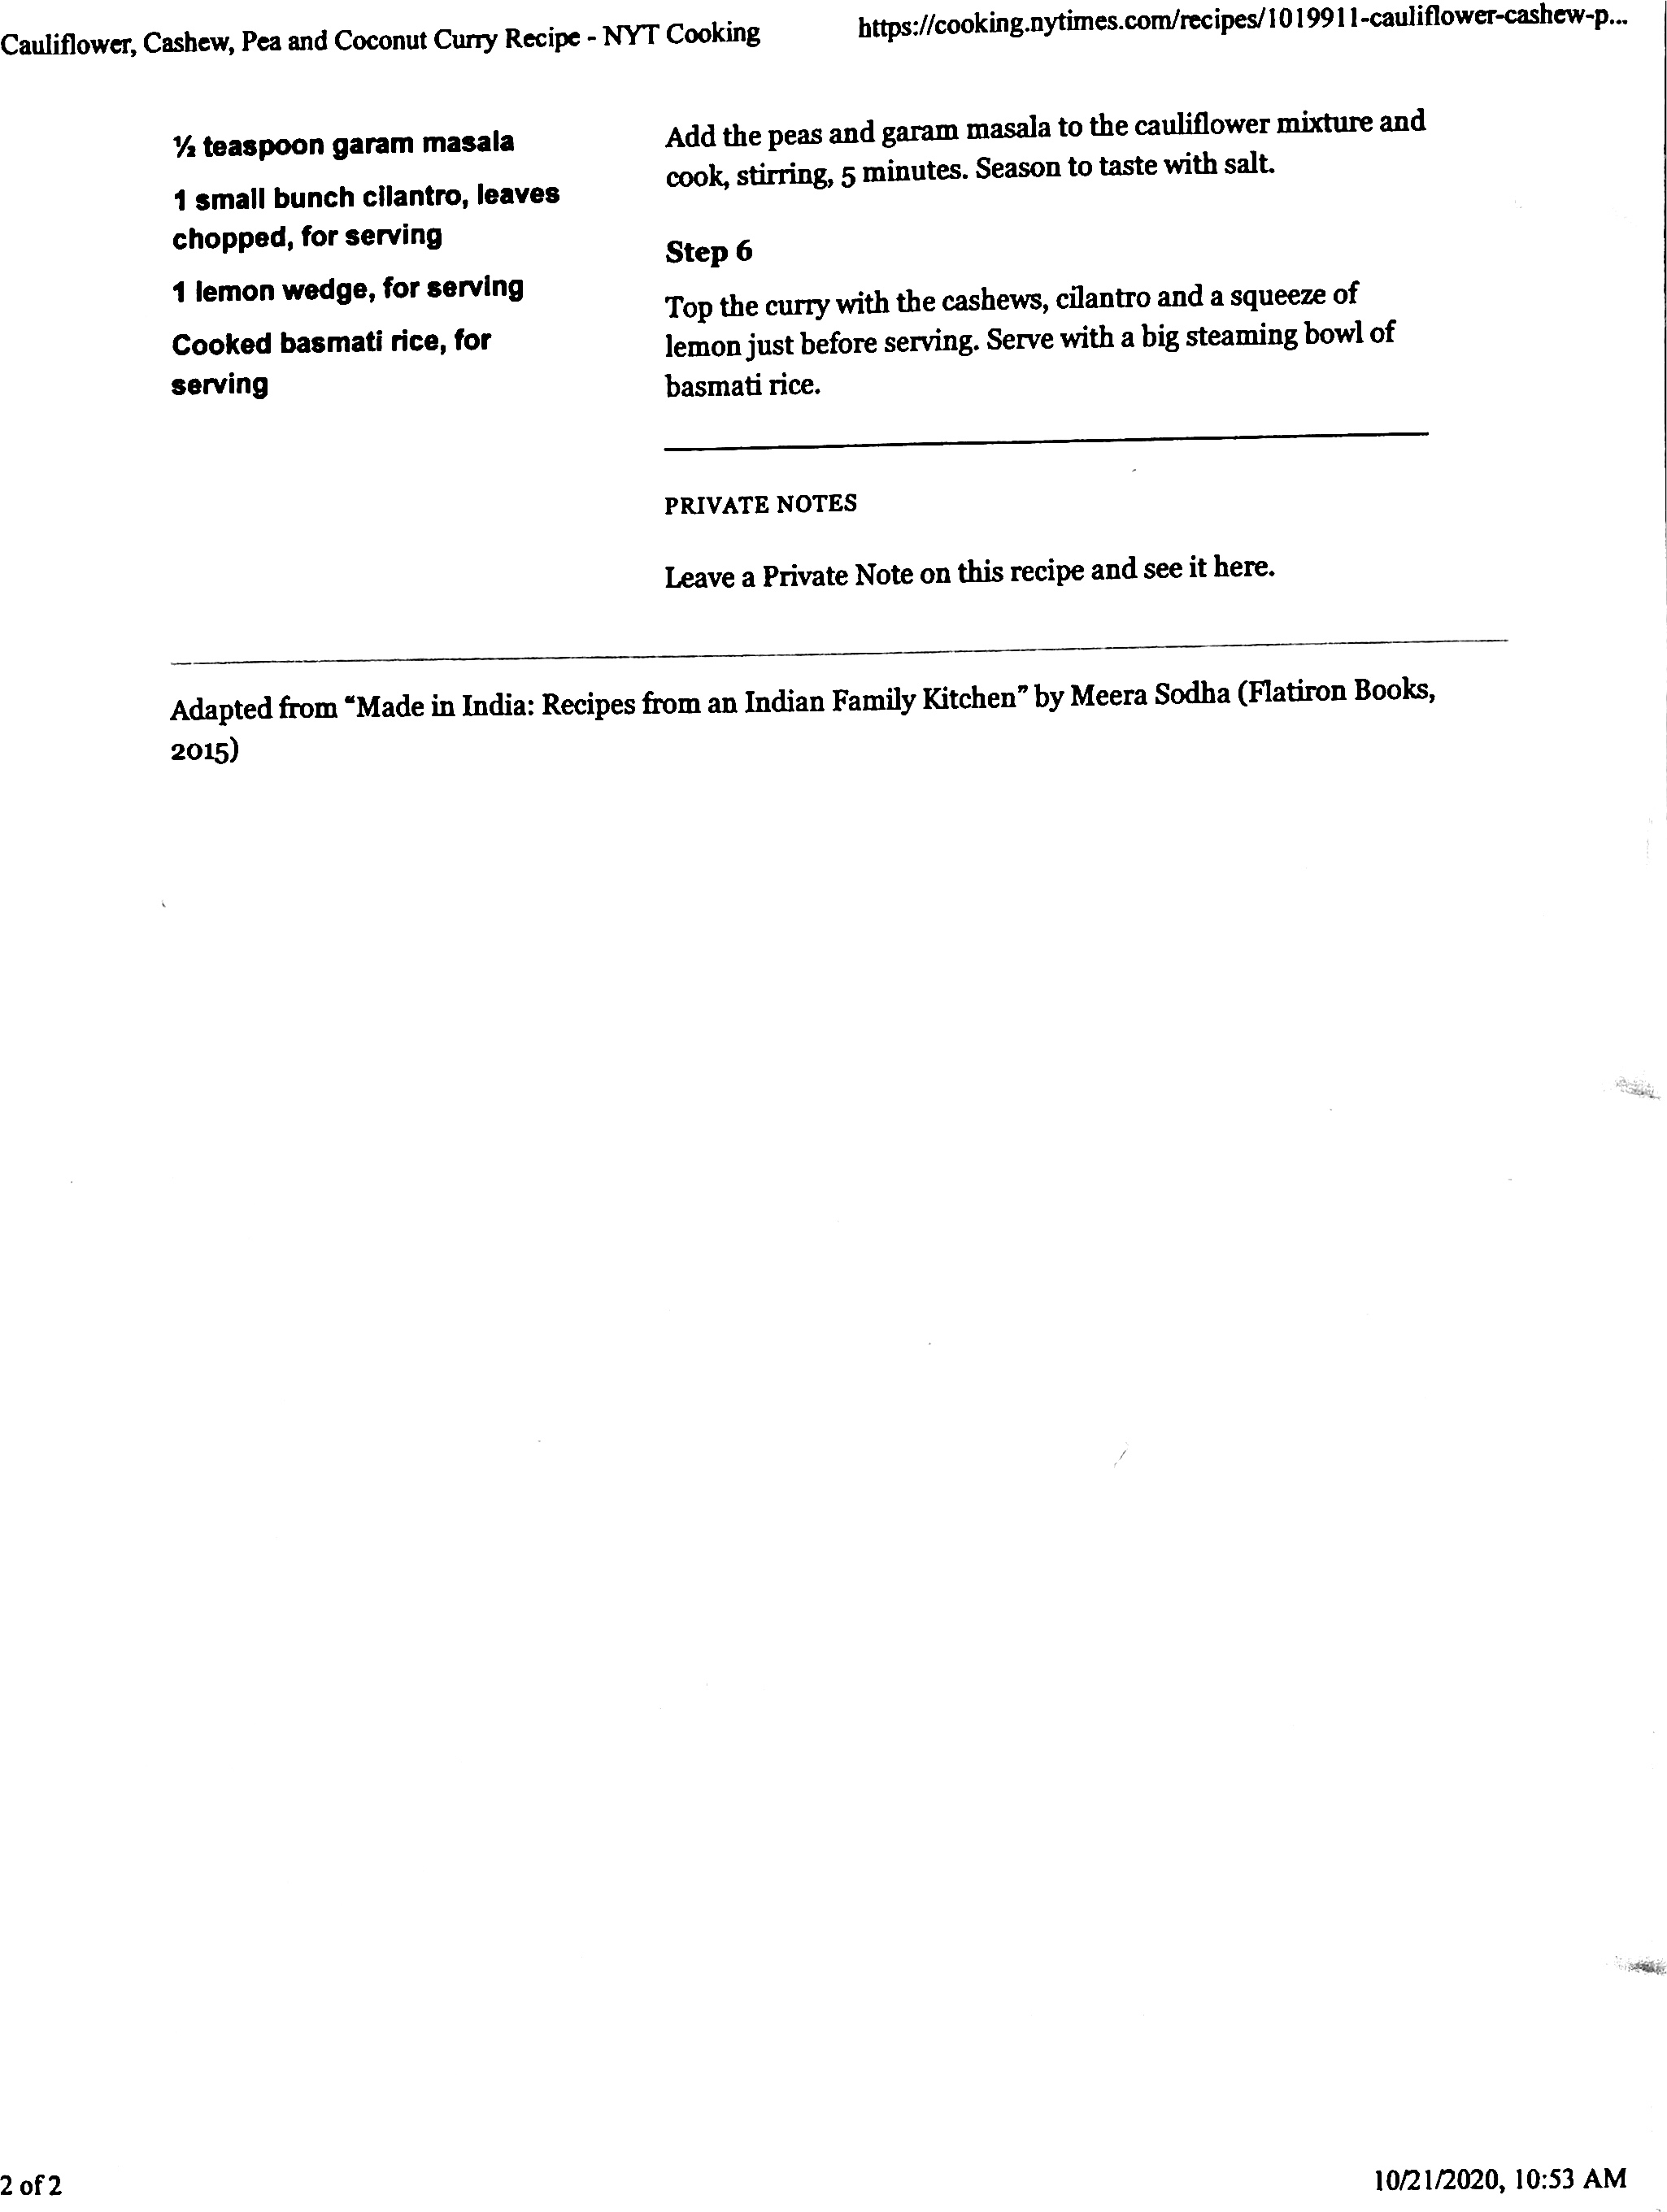 Cauliflower, Cashew, Pea and Coconut Curry Recipe - NYT Cooking
https://cooking.nytimes.com/recipes/1019911-cauliflower-cashew-p...
½ teaspoon garam masala
1 small bunch cilantro, leaves
chopped, for serving
1 lemon wedge, for serving
Cooked basmati rice, for
serving
Add the peas and garam masala to the cauliflower mixture and
cook, stirring, 5 minutes. Season to taste with salt.
Step 6
Top the curry with the cashews, cilantro and a squeeze of
lemon just before serving. Serve with a big steaming bowl of
basmati rice.
PRIVATE NOTES
Leave a Private Note on this recipe and see it here.
Adapted from “Made in India: Recipes from an Indian Family Kitchen” by Meera Sodha (Flatiron Books,
2015)
2 of 2
10/21/2020, 10:53 AM